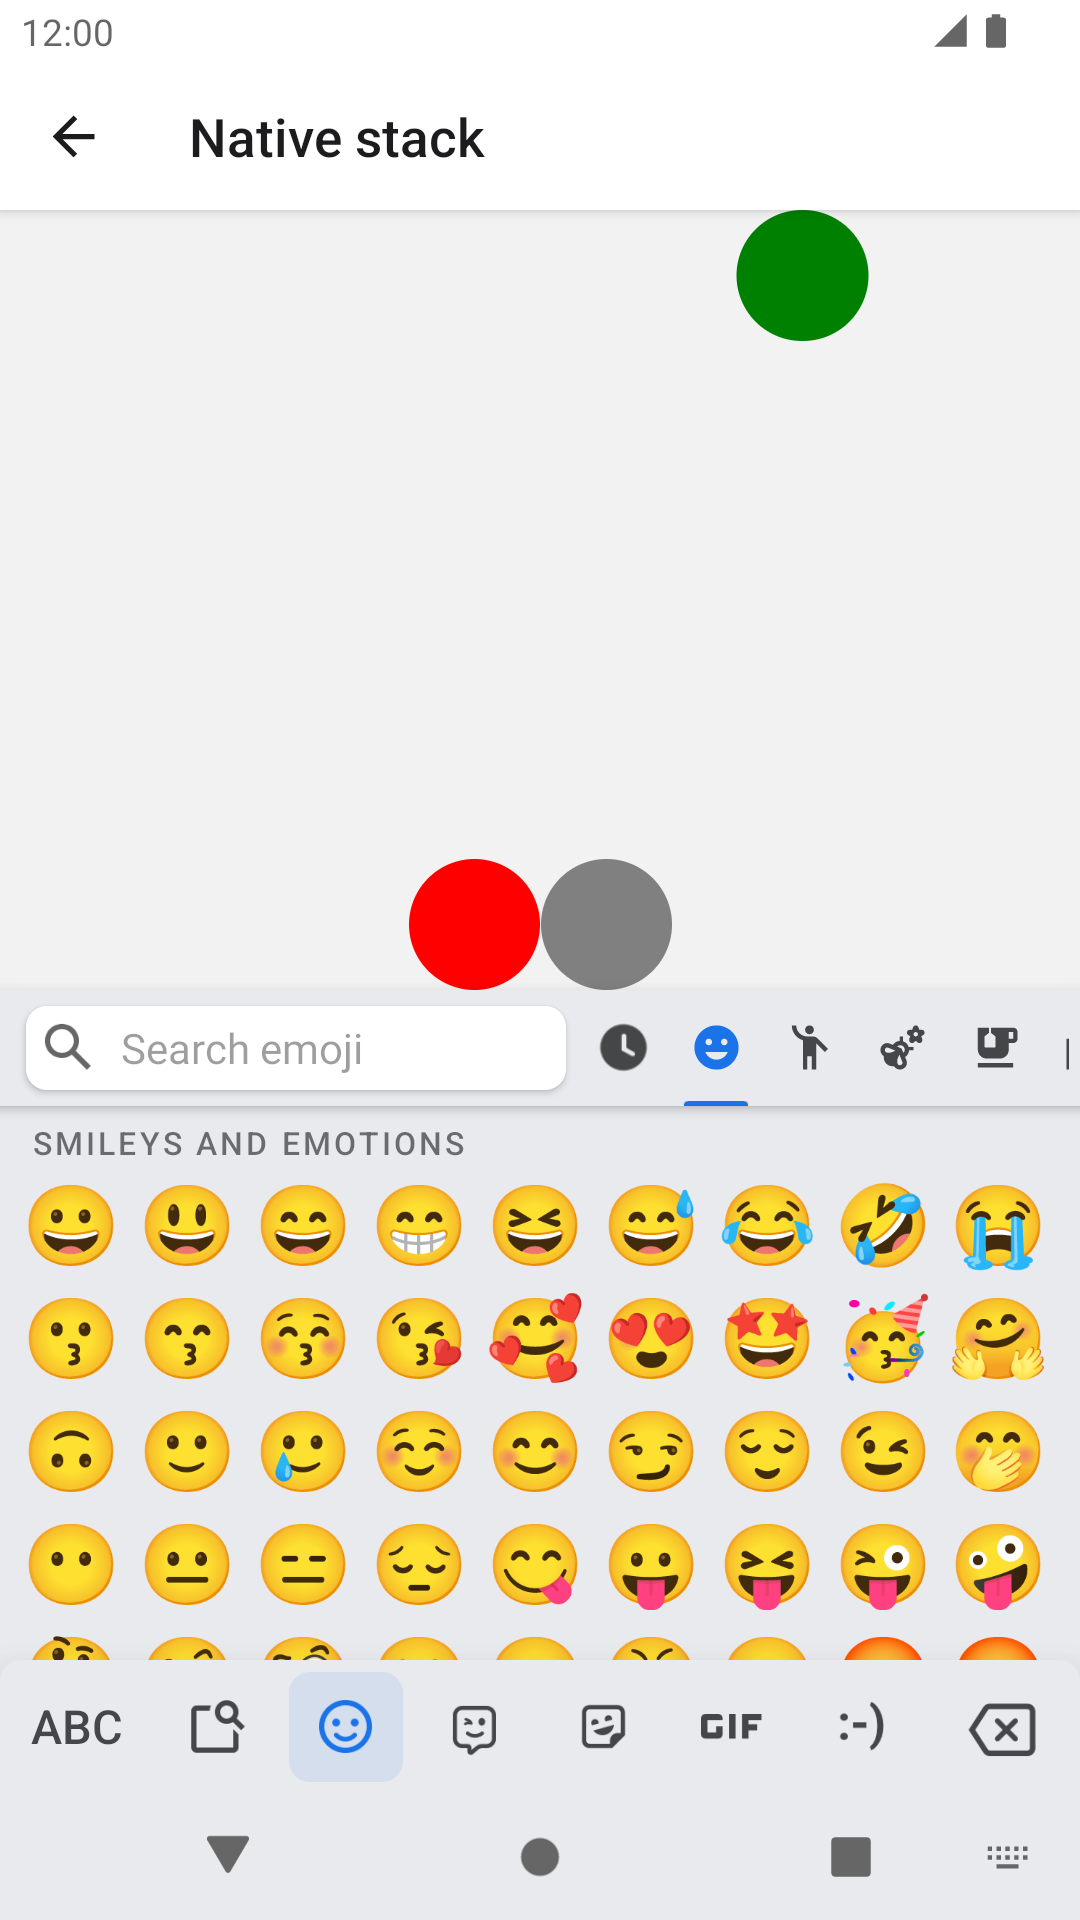 12:00
Native stack
Search emoji
SMILEYS AND EMOTIONS
ABC
GIF
:-)